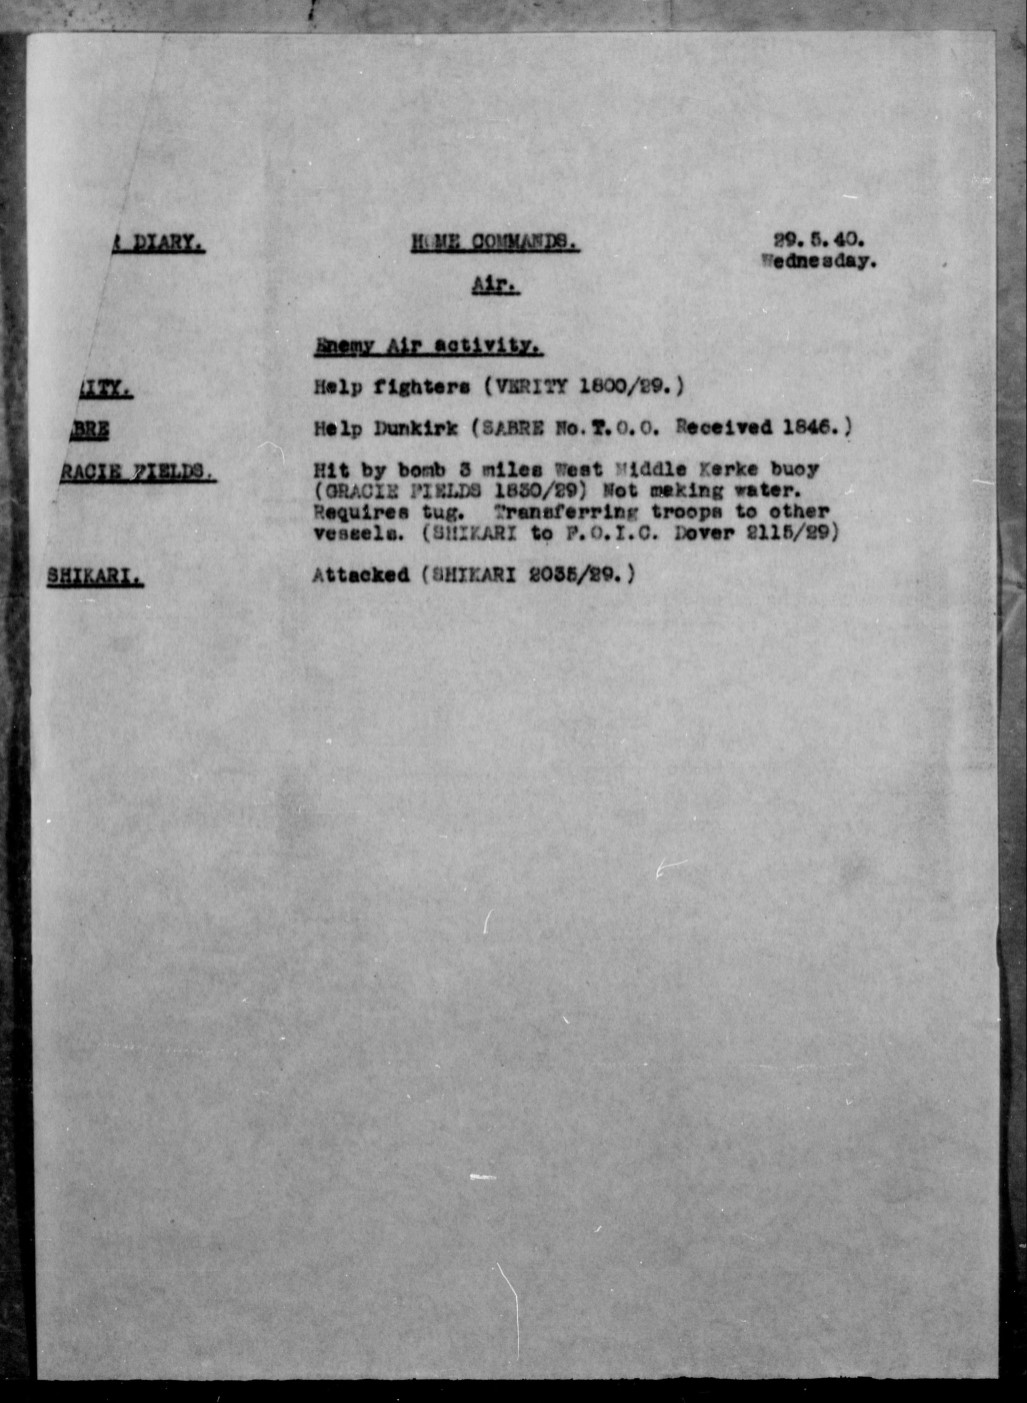 DIARY. HOME COMMANDS. 29.5.40.
Wednesday.
Air.
Enemy Air activity.
ITY. Help fighters (VERITY 1800/29.)
BRE Help Dunkirk (SABRE No.T.O.O. Received 1846.)
RACIE FIELDS. Hit by bomb 3 miles West Middle Kerke buoy
(GRACIE FIELDS 1830/29) Not making water.
Requires tug. Transferring troops to other
vessels. (SHIKARI to F.O.I.C. Dover 2115/29)
SHIKARI. Attacked (SHIKARI 2035/29.)